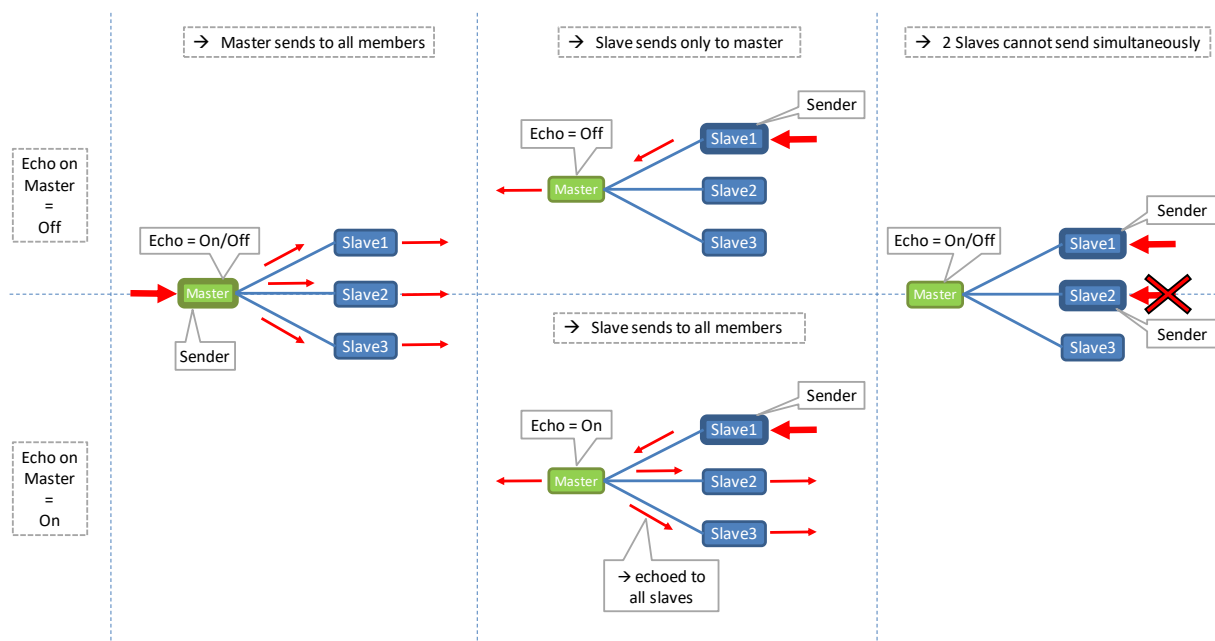 → Master sends to all members
→ Slave sends only to master
→ 2 Slaves cannot send simultaneously
Echo on
Master
=
Off
Echo = On/Off
Master
Sender
Slave1
Slave2
Slave3
Echo = Off
Master
Sender
Slave1
Slave2
Slave3
Echo = On/Off
Master
Sender
Slave1
Slave2
Sender
Slave3
→ Slave sends to all members
Echo on
Master
=
On
Echo = On
Master
Sender
Slave1
Slave2
Slave3
→ echoed to
all slaves